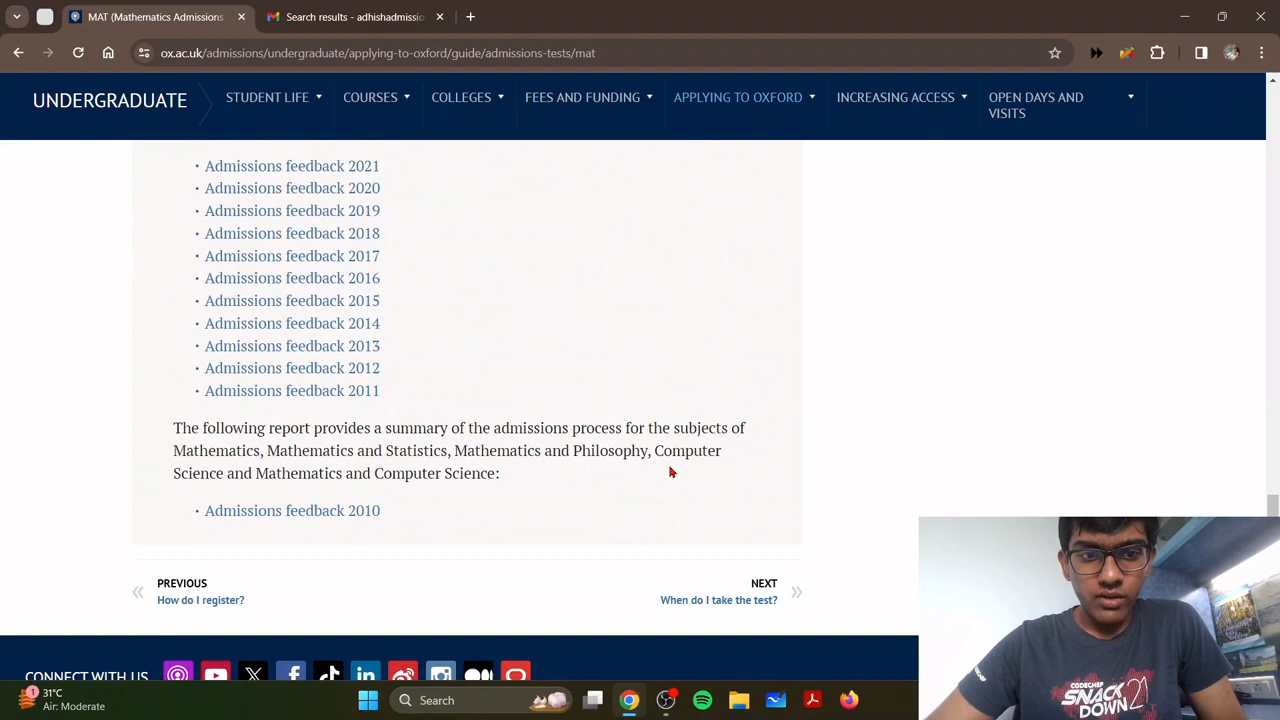 MAT (Mathematics Admissions
Search results - adhishadmissio
ox.ac.uk/admissions/undergraduate/applying-to-oxford/guide/admissions-tests/mat
UNDERGRADUATE
STUDENT LIFE
COURSES
COLLEGES
FEES AND FUNDING
APPLYING TO OXFORD
INCREASING ACCESS
OPEN DAYS AND
VISITS
• Admissions feedback 2021
• Admissions feedback 2020
• Admissions feedback 2019
• Admissions feedback 2018
• Admissions feedback 2017
• Admissions feedback 2016
• Admissions feedback 2015
• Admissions feedback 2014
• Admissions feedback 2013
• Admissions feedback 2012
• Admissions feedback 2011
The following report provides a summary of the admissions process for the subjects of
Mathematics, Mathematics and Statistics, Mathematics and Philosophy, Computer
Science and Mathematics and Computer Science:
• Admissions feedback 2010
PREVIOUS
How do I register?
NEXT
When do I take the test?
CONNECT WITH US
1
31°C
Air: Moderate
Search
CODECHEF
SNACK
DOWN 21